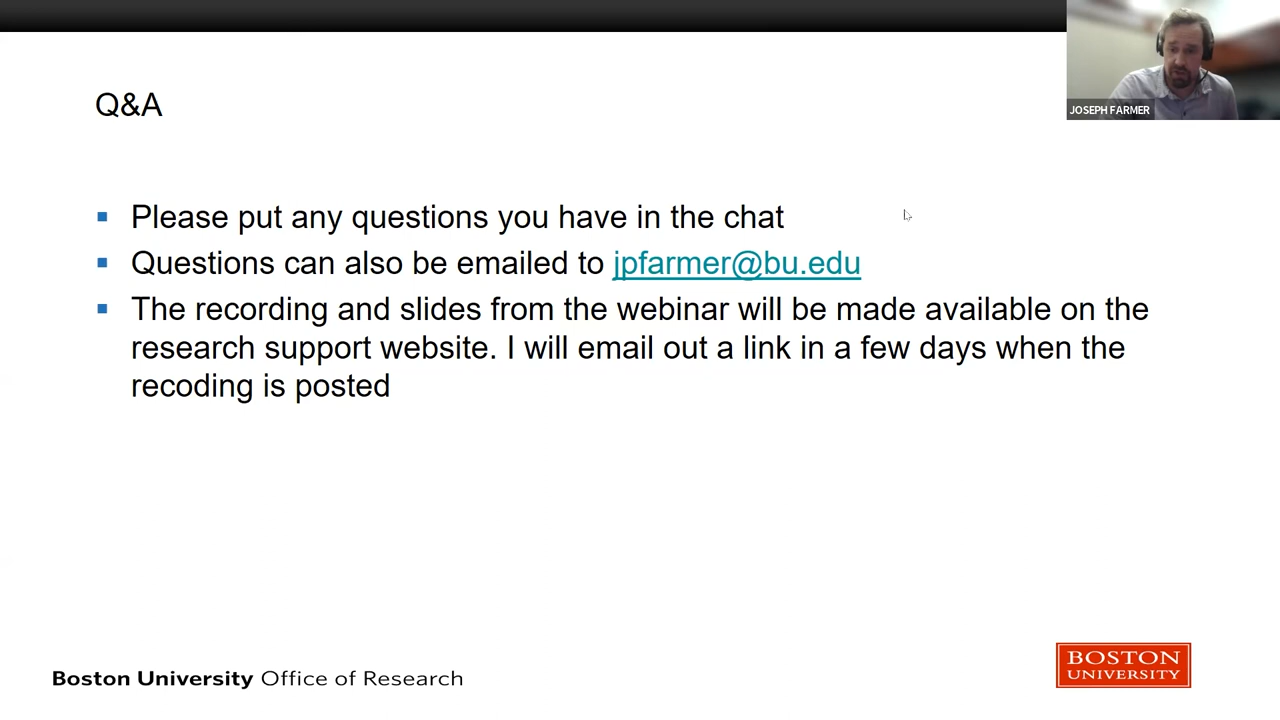 JOSEPH FARMER
Q&A
Please put any questions you have in the chat
Questions can also be emailed to jpfarmer@bu.edu
The recording and slides from the webinar will be made available on the
research support website. I will email out a link in a few days when the
recoding is posted
Boston University Office of Research
BOSTON
UNIVERSITY